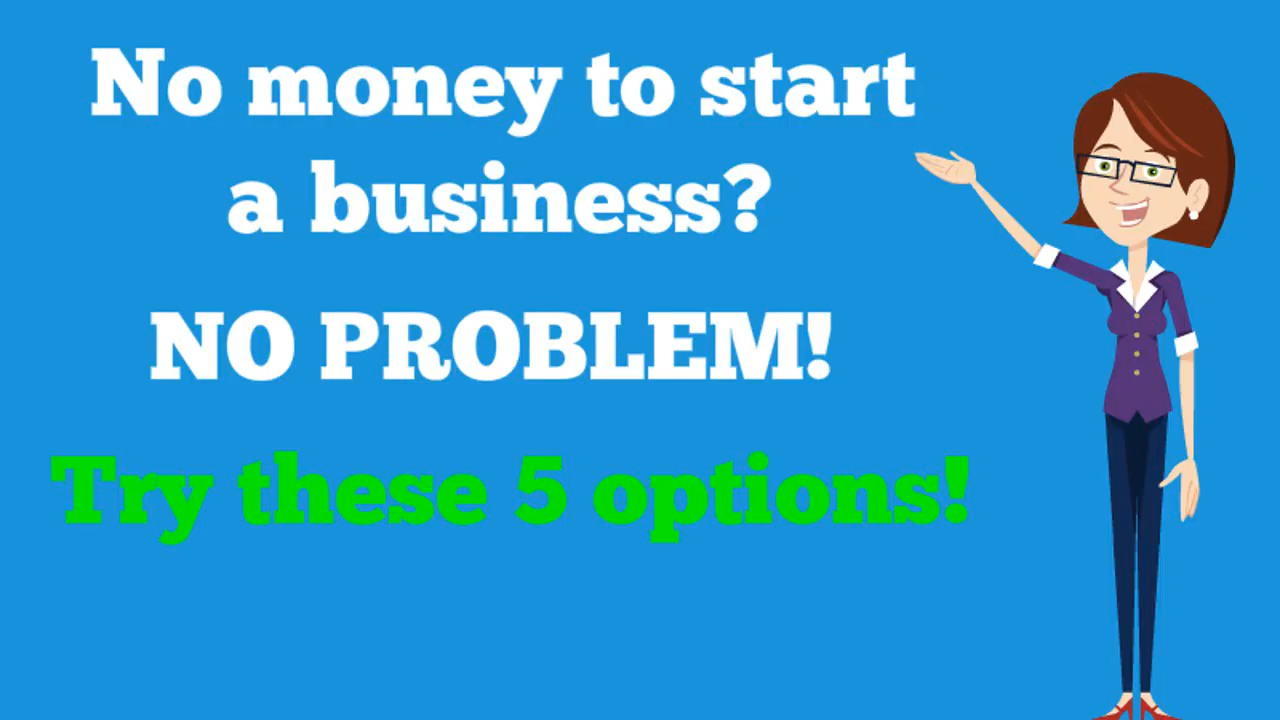 No money to start
a business?
NO PROBLEM!
Try these 5 options!